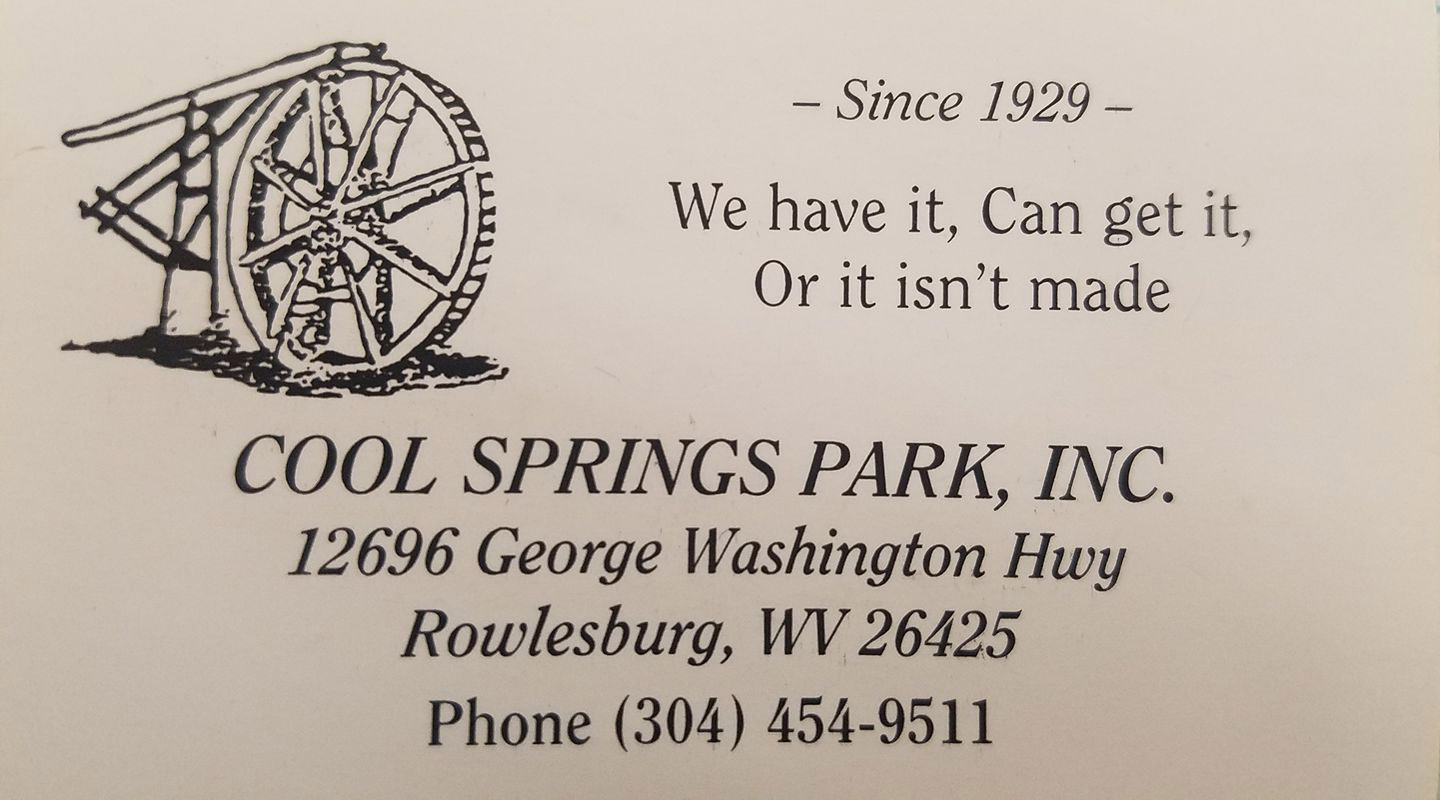 – Since 1929 –
We have it, Can get it,
Or it isn't made
COOL SPRINGS PARK, INC.
12696 George Washington Hwy
Rowlesburg, WV 26425
Phone (304) 454-9511